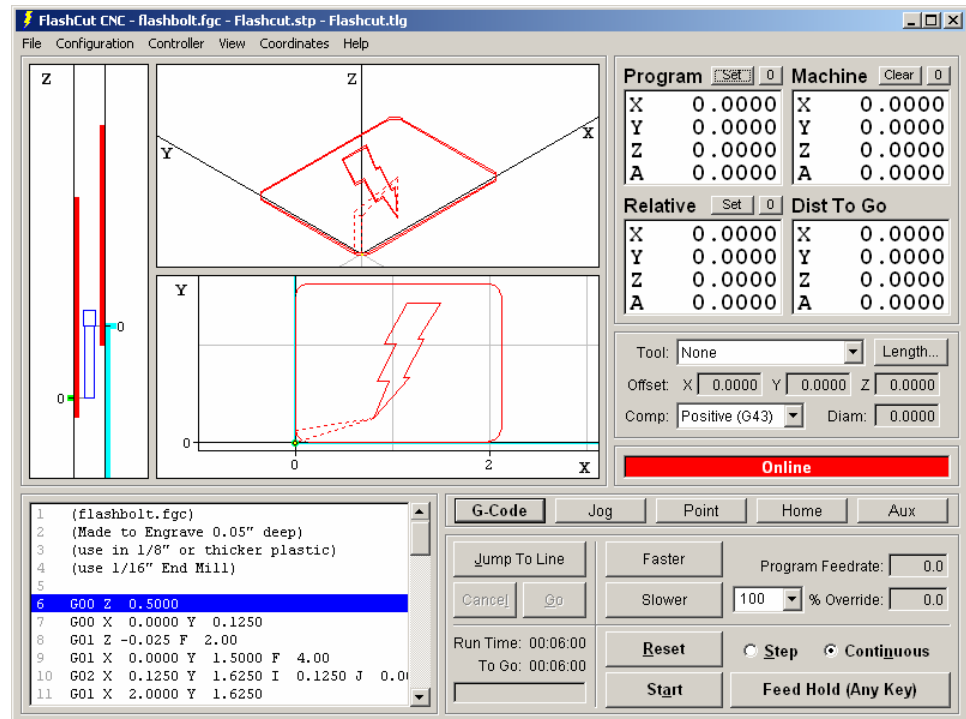 FlashCut CNC - flashbolt.fgc - Flashcut.stp - Flashcut.tlg
File Configuration Controller View Coordinates Help
Z
0
0
Z
Y
X
Y
0
0
2
X
Program Set 0 Machine Clear 0
X 0.0000 X 0.0000
Y 0.0000 Y 0.0000
Z 0.0000 Z 0.0000
A 0.0000 A 0.0000
Relative Set 0 Dist To Go
X 0.0000 X 0.0000
Y 0.0000 Y 0.0000
Z 0.0000 Z 0.0000
A 0.0000 A 0.0000
Tool: None Length...
Offset: X 0.0000 Y 0.0000 Z 0.0000
Comp: Positive (G43) Diam: 0.0000
Online
1 (flashbolt.fgc)
2 (Made to Engrave 0.05" deep)
3 (use in 1/8" or thicker plastic)
4 (use 1/16" End Mill)
5
6 G00 Z 0.5000
7 G00 X 0.0000 Y 0.1250
8 G01 Z -0.025 F 2.00
9 G01 X 0.0000 Y 1.5000 F 4.00
10 G02 X 0.1250 Y 1.6250 I 0.1250 J 0.0
11 G01 X 2.0000 Y 1.6250
G-Code Jog Point Home Aux
Jump To Line Faster Program Feedrate: 0.0
Cancel Go Slower 100 % Override: 0.0
Run Time: 00:06:00
To Go: 00:06:00
Reset Step Continuous
Start Feed Hold (Any Key)